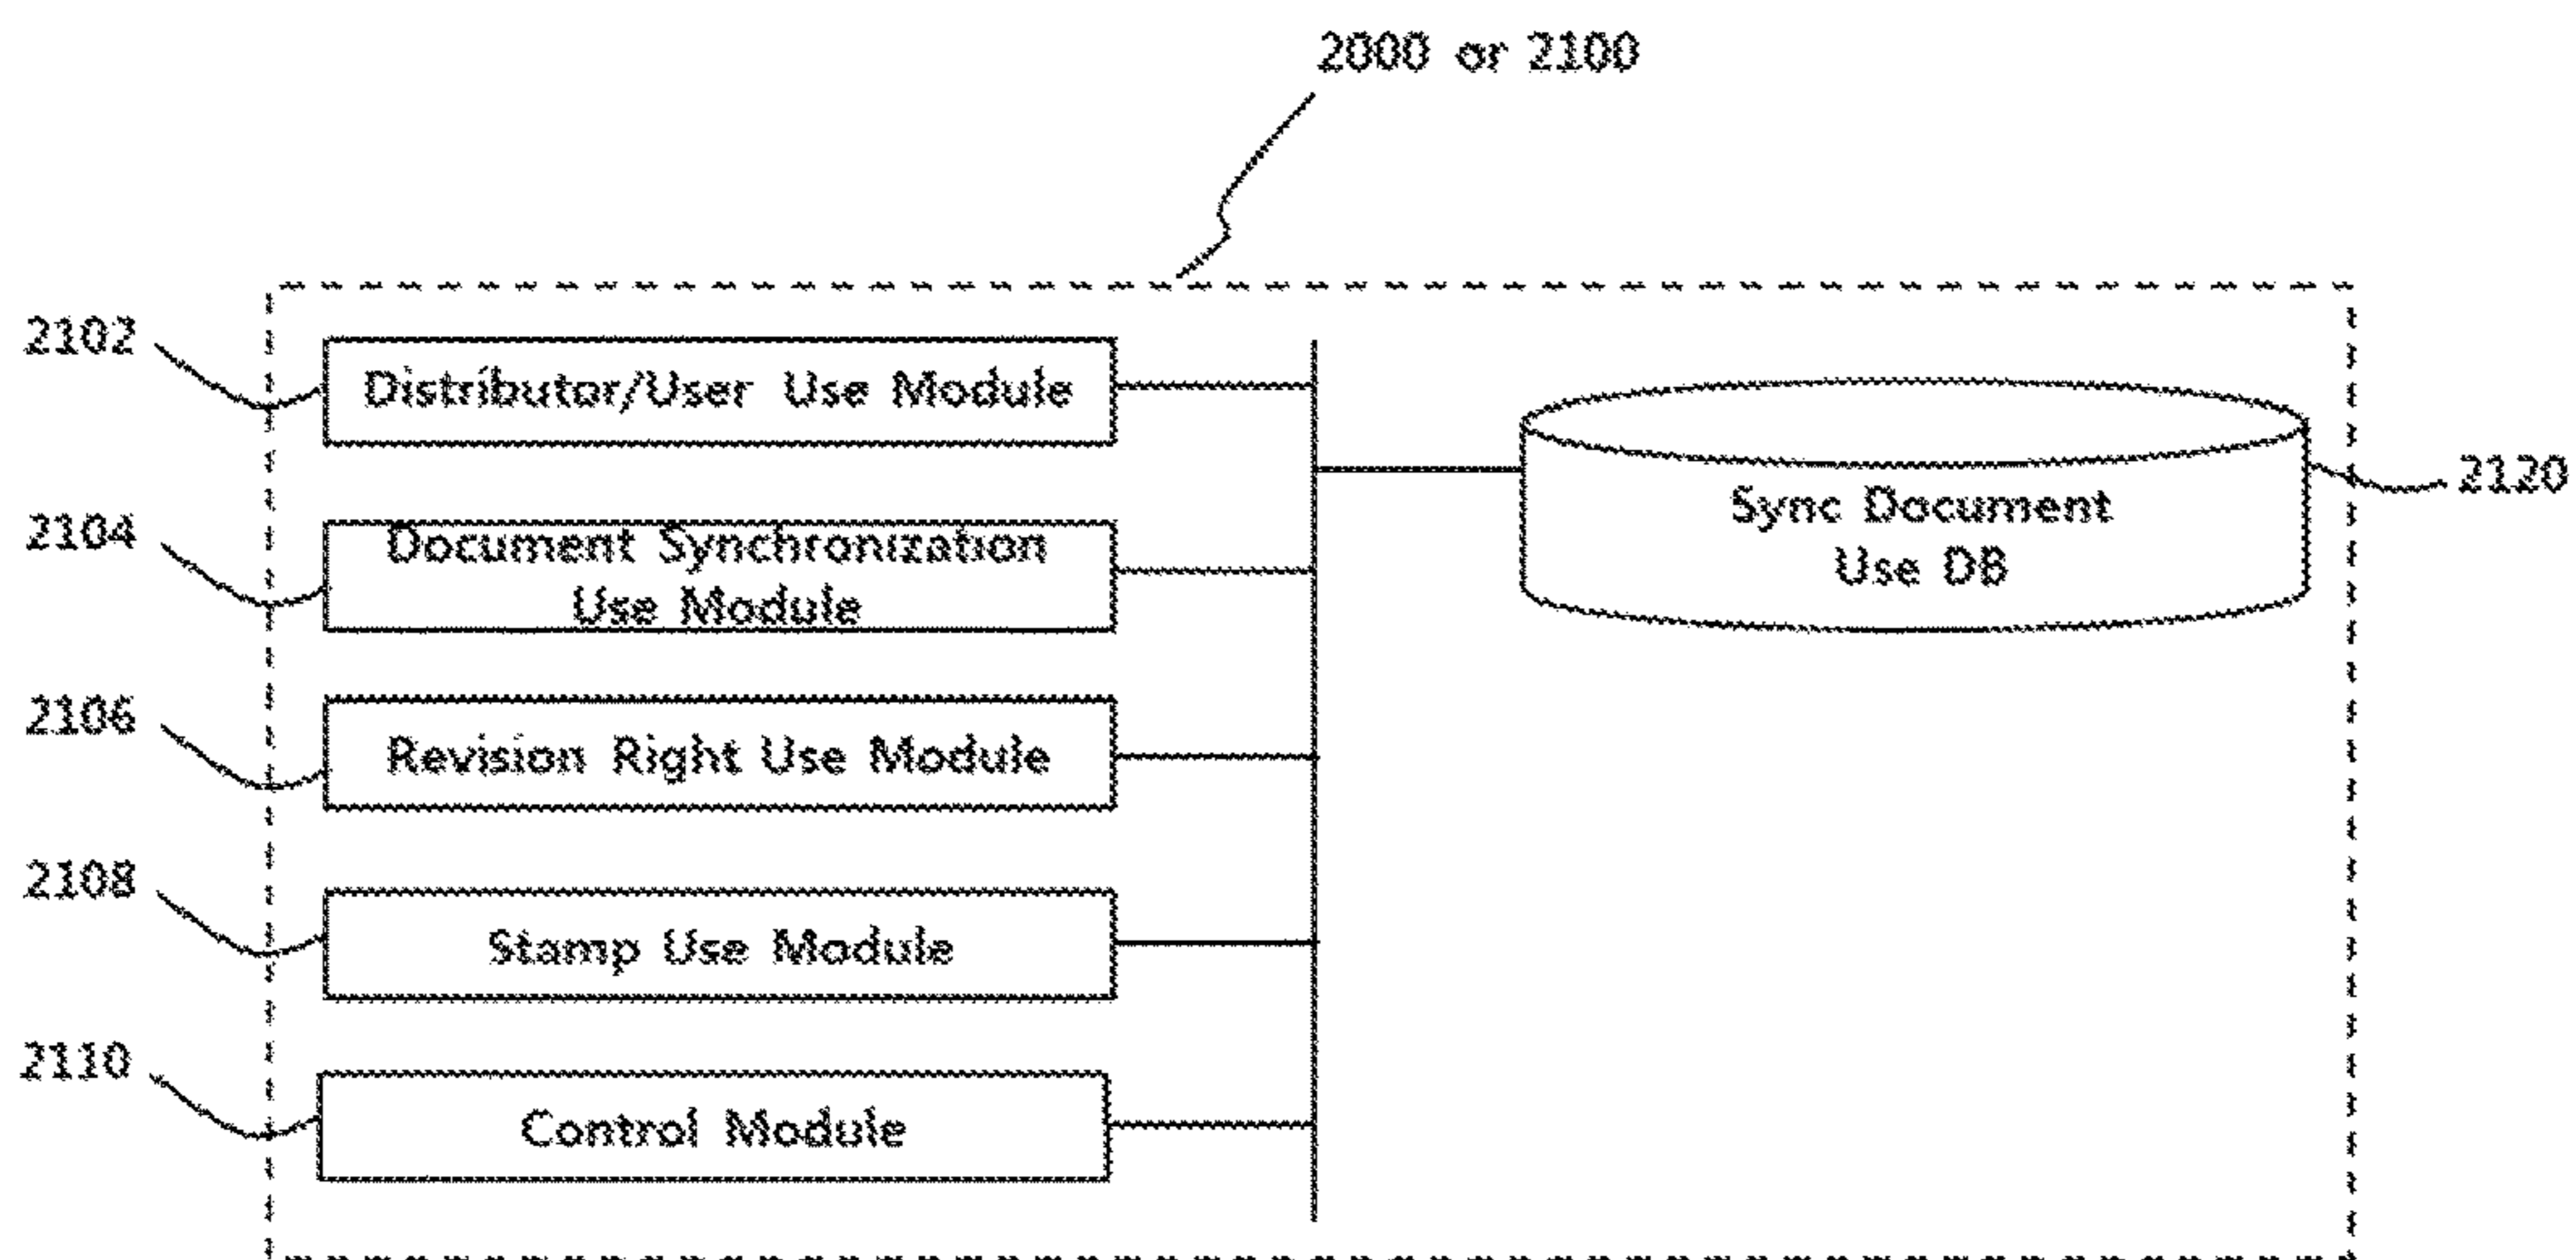 2000 or 2100
2102
Distributor/User Use Module
2104
Document Synchronization
Use Module
2106
Revision Right Use Module
2108
Stamp Use Module
2110
Control Module
Sync Document
Use DB
2120